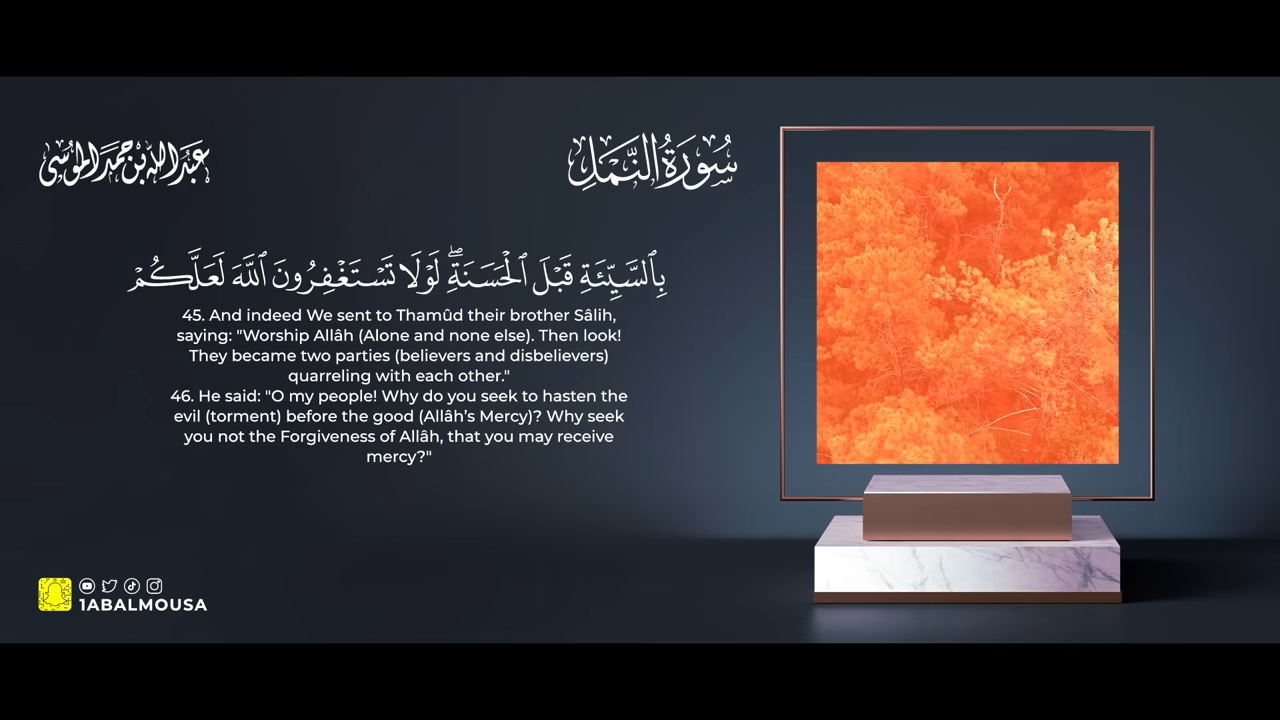 عبدالله بن حمد الموسى
سُورَةُ النَّمْلِ
بِٱلسَّيِّئَةِ قَبْلَ ٱلْحَسَنَةِۖ لَوْلَا تَسْتَغْفِرُونَ ٱللَّهَ لَعَلَّكُمْ
45. And indeed We sent to Thamûd their brother Sâlih,
saying: "Worship Allâh (Alone and none else). Then look!
They became two parties (believers and disbelievers)
quarreling with each other."
46. He said: "O my people! Why do you seek to hasten the
evil (torment) before the good (Allâh’s Mercy)? Why seek
you not the Forgiveness of Allâh, that you may receive
mercy?"
1ABALMOUSA